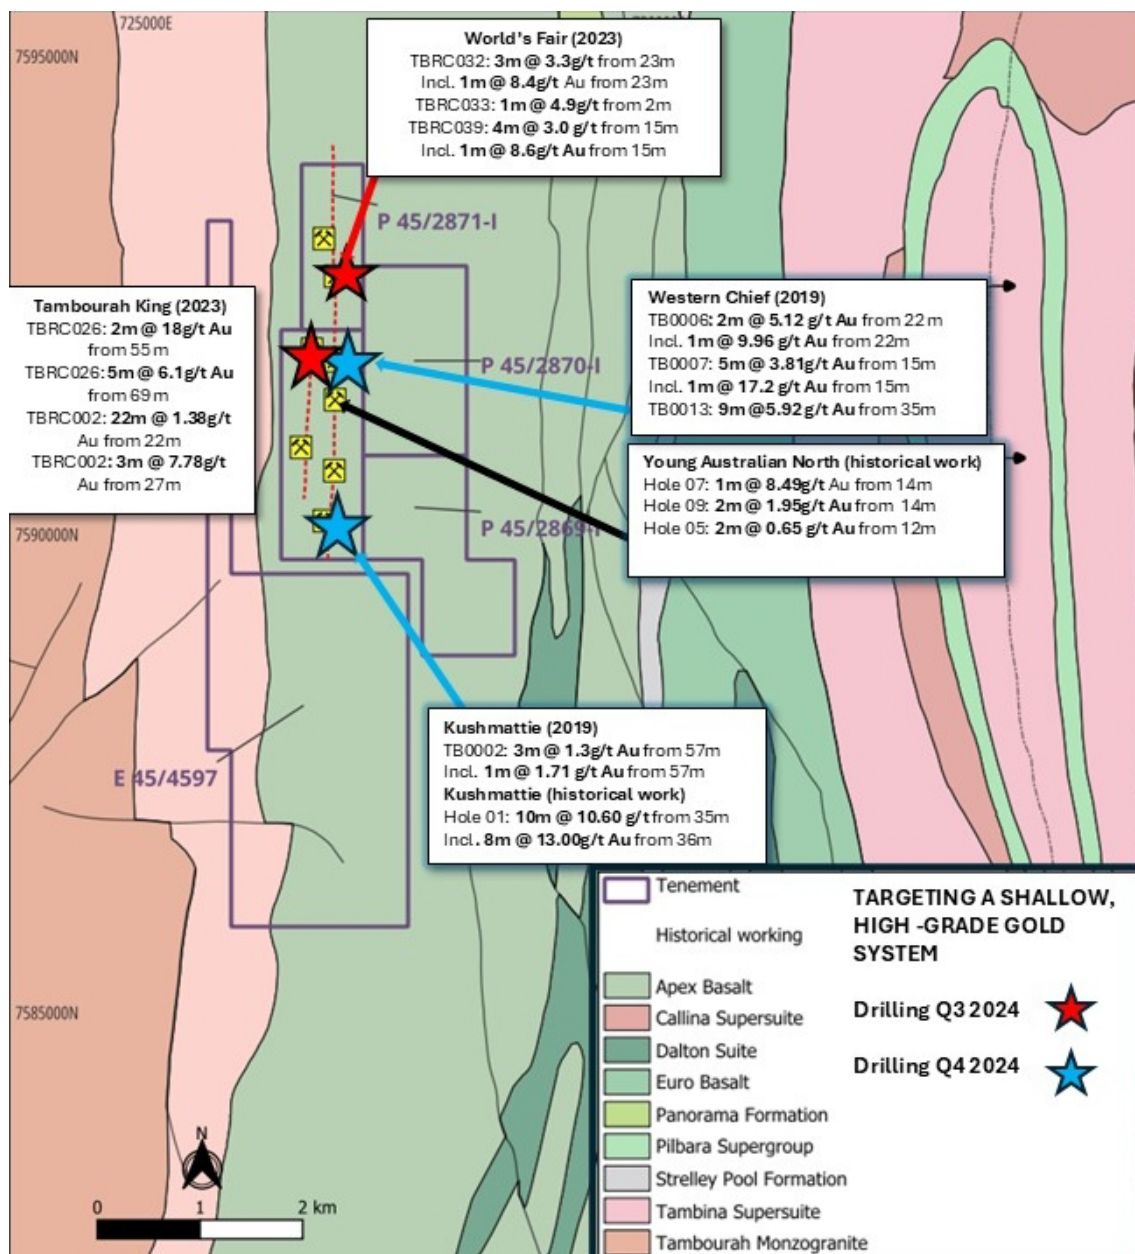 725000E
7595000N
World's Fair (2023)
TBRC032: 3m @ 3.3g/t from 23m
Incl. 1m @ 8.4g/t Au from 23m
TBRC033: 1m @ 4.9g/t from 2m
TBRC039: 4m @ 3.0 g/t from 15m
Incl. 1m @ 8.6g/t Au from 15m
P 45/2871-I
Tambourah King (2023)
TBRC026: 2m @ 18g/t Au
from 55 m
TBRC026: 5m @ 6.1g/t Au
from 69 m
TBRC002: 22m @ 1.38g/t
Au from 22m
TBRC002: 3m @ 7.78g/t
Au from 27m
Western Chief (2019)
TB0006: 2m @ 5.12 g/t Au from 22 m
Incl. 1m @ 9.96 g/t Au from 22m
TB0007: 5m @ 3.81g/t Au from 15m
Incl. 1m @ 17.2 g/t Au from 15m
TB0013: 9m @5.92 g/t Au from 35m
P 45/2870-I
Young Australian North (historical work)
Hole 07: 1m @ 8.49g/t Au from 14m
Hole 09: 2m @ 1.95g/t Au from 14m
Hole 05: 2m @ 0.65 g/t Au from 12m
7590000N
P 45/2869-I
Kushmattie (2019)
TB0002: 3m @ 1.3g/t Au from 57m
Incl. 1m @ 1.71 g/t Au from 57m
Kushmattie (historical work)
Hole 01: 10m @ 10.60 g/t from 35m
Incl. 8m @ 13.00g/t Au from 36m
E 45/4597
7585000N
N
0 1 2 km
Tenement
Historical working
Apex Basalt
Callina Supersuite
Dalton Suite
Euro Basalt
Panorama Formation
Pilbara Supergroup
Strelley Pool Formation
Tambina Supersuite
Tambourah Monzogranite
TARGETING A SHALLOW,
HIGH -GRADE GOLD
SYSTEM
Drilling Q3 2024
Drilling Q4 2024